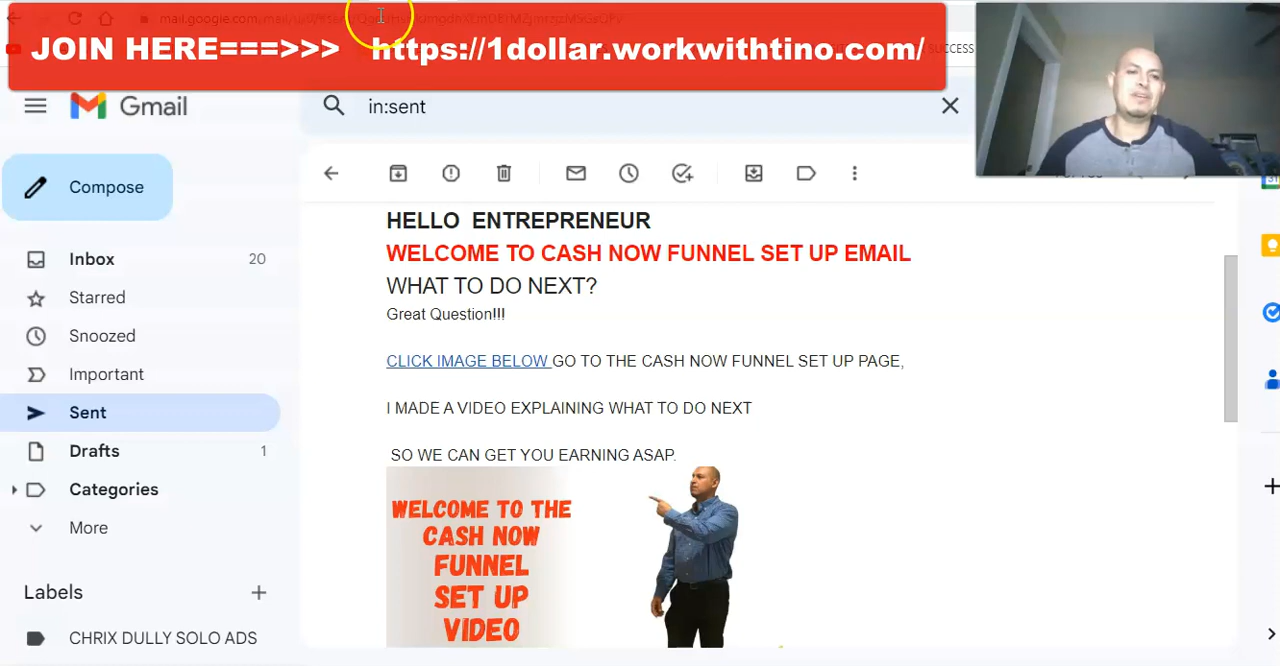 JOIN HERE===>>> https://1dollar.workwithtino.com/
SUCCESS
Gmail
in:sent
Compose
Inbox 20
Starred
Snoozed
Important
Sent
Drafts 1
Categories
More
Labels
CHRIX DULLY SOLO ADS
HELLO ENTREPRENEUR
WELCOME TO CASH NOW FUNNEL SET UP EMAIL
WHAT TO DO NEXT?
Great Question!!!
CLICK IMAGE BELOW GO TO THE CASH NOW FUNNEL SET UP PAGE,
I MADE A VIDEO EXPLAINING WHAT TO DO NEXT
SO WE CAN GET YOU EARNING ASAP.
WELCOME TO THE
CASH NOW
FUNNEL
SET UP
VIDEO